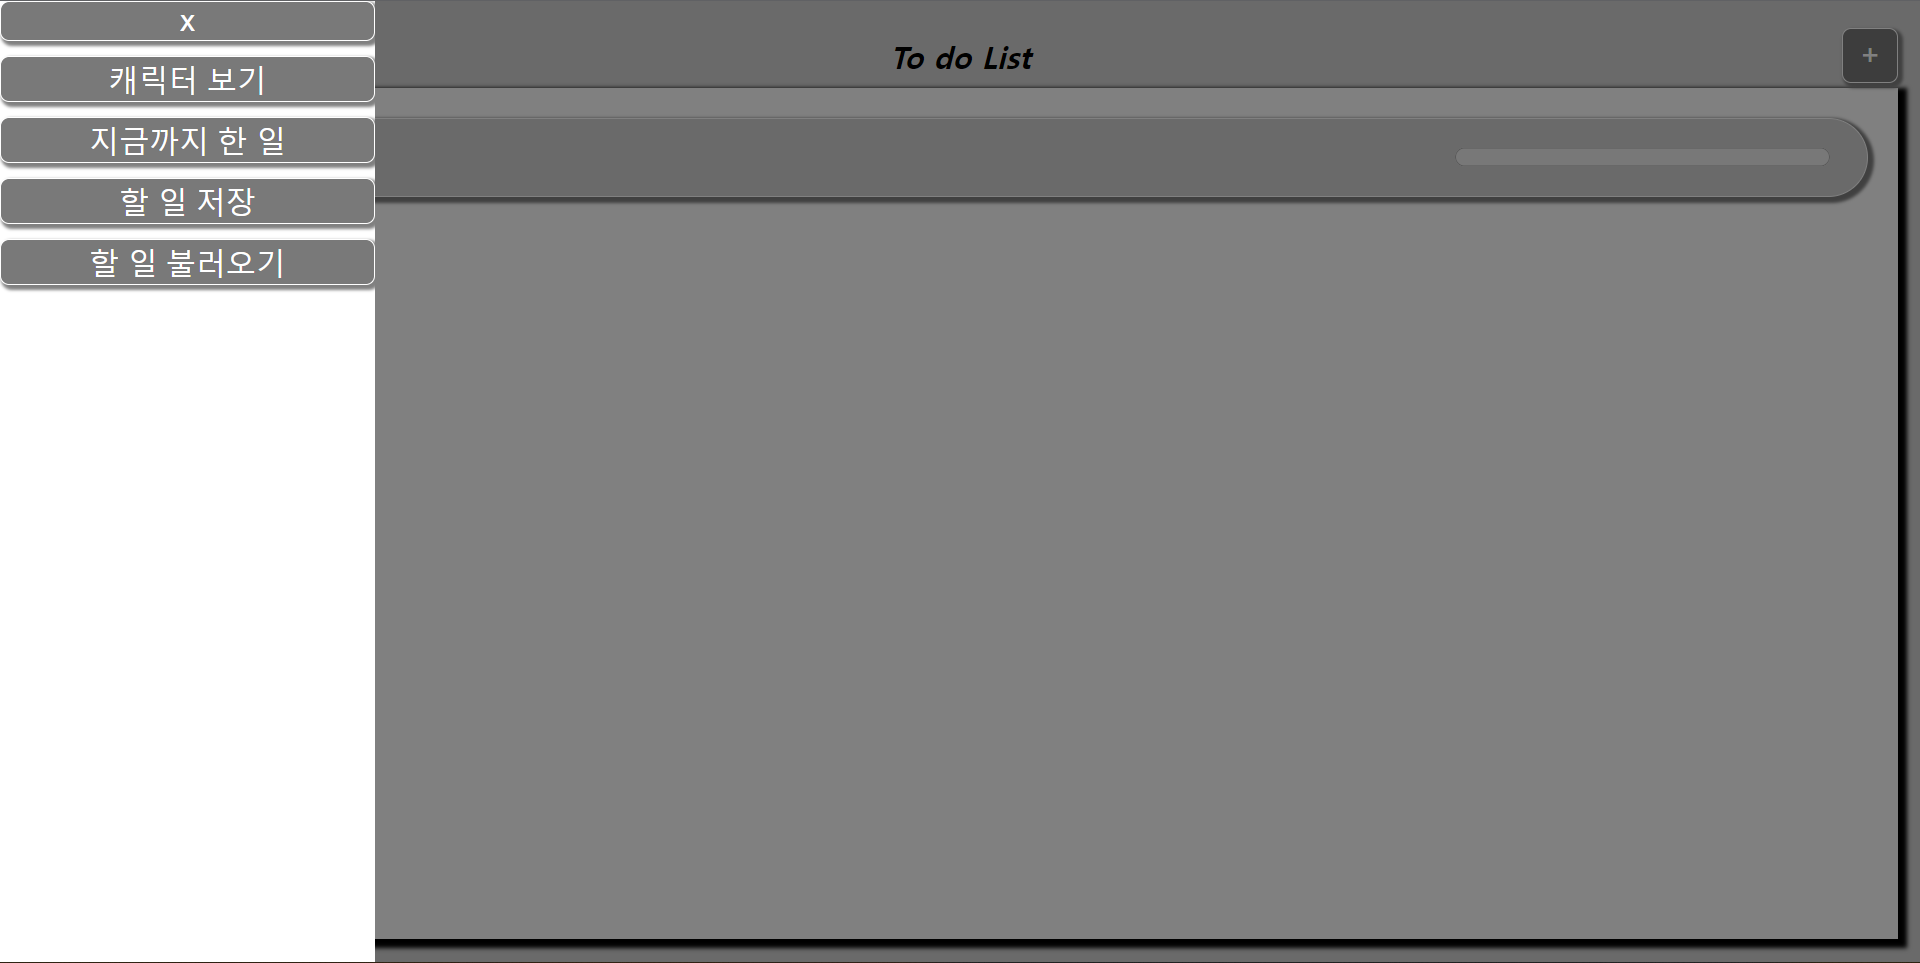 X
캐릭터 보기
지금까지 한 일
할 일 저장
할 일 불러오기
To do List
+